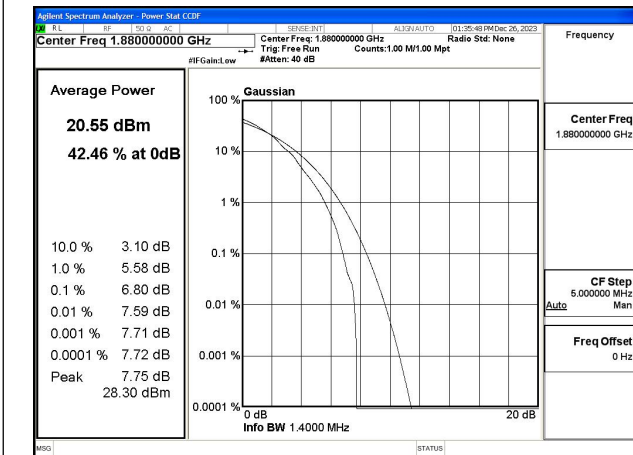 Agilent Spectrum Analyzer - Power Stat CCDF
RL RF 50 Ω AC SENSE:INT ALIGNAUTO 01:35:48 PM Dec 26, 2023
Center Freq 1.880000000 GHz
Center Freq: 1.880000000 GHz Radio Std: None
Trig: Free Run Counts:1.00 M/1.00 Mpt
#IFGain:Low #Atten: 40 dB
Frequency
Average Power
20.55 dBm
42.46 % at 0dB
10.0 % 3.10 dB
1.0 % 5.58 dB
0.1 % 6.80 dB
0.01 % 7.59 dB
0.001 % 7.71 dB
0.0001 % 7.72 dB
Peak 7.75 dB
28.30 dBm
Gaussian
100 %
10 %
1 %
0.1 %
0.01 %
0.001 %
0.0001 %
0 dB 20 dB
Info BW 1.4000 MHz
Center Freq
1.880000000 GHz
CF Step
5.000000 MHz
Auto Man
Freq Offset
0 Hz
MSG STATUS